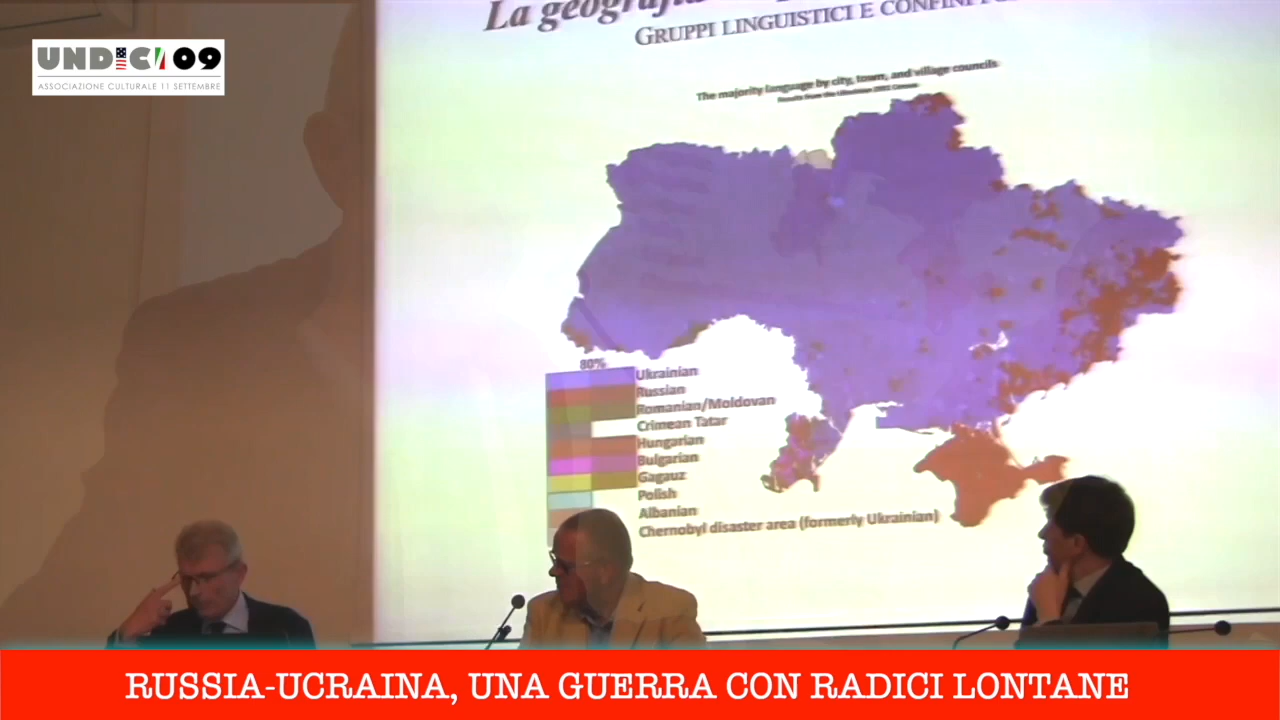 UNDICI09
ASSOCIAZIONE CULTURALE 11 SETTEMBRE
La geografia
GRUPPI LINGUISTICI E CONFINI
The majority language by city, town, and village councils
80%
Ukrainian
Russian
Romanian/Moldovan
Crimean Tatar
Hungarian
Bulgarian
Gagauz
Polish
Albanian
Chernobyl disaster area (formerly Ukrainian)
RUSSIA-UCRAINA, UNA GUERRA CON RADICI LONTANE